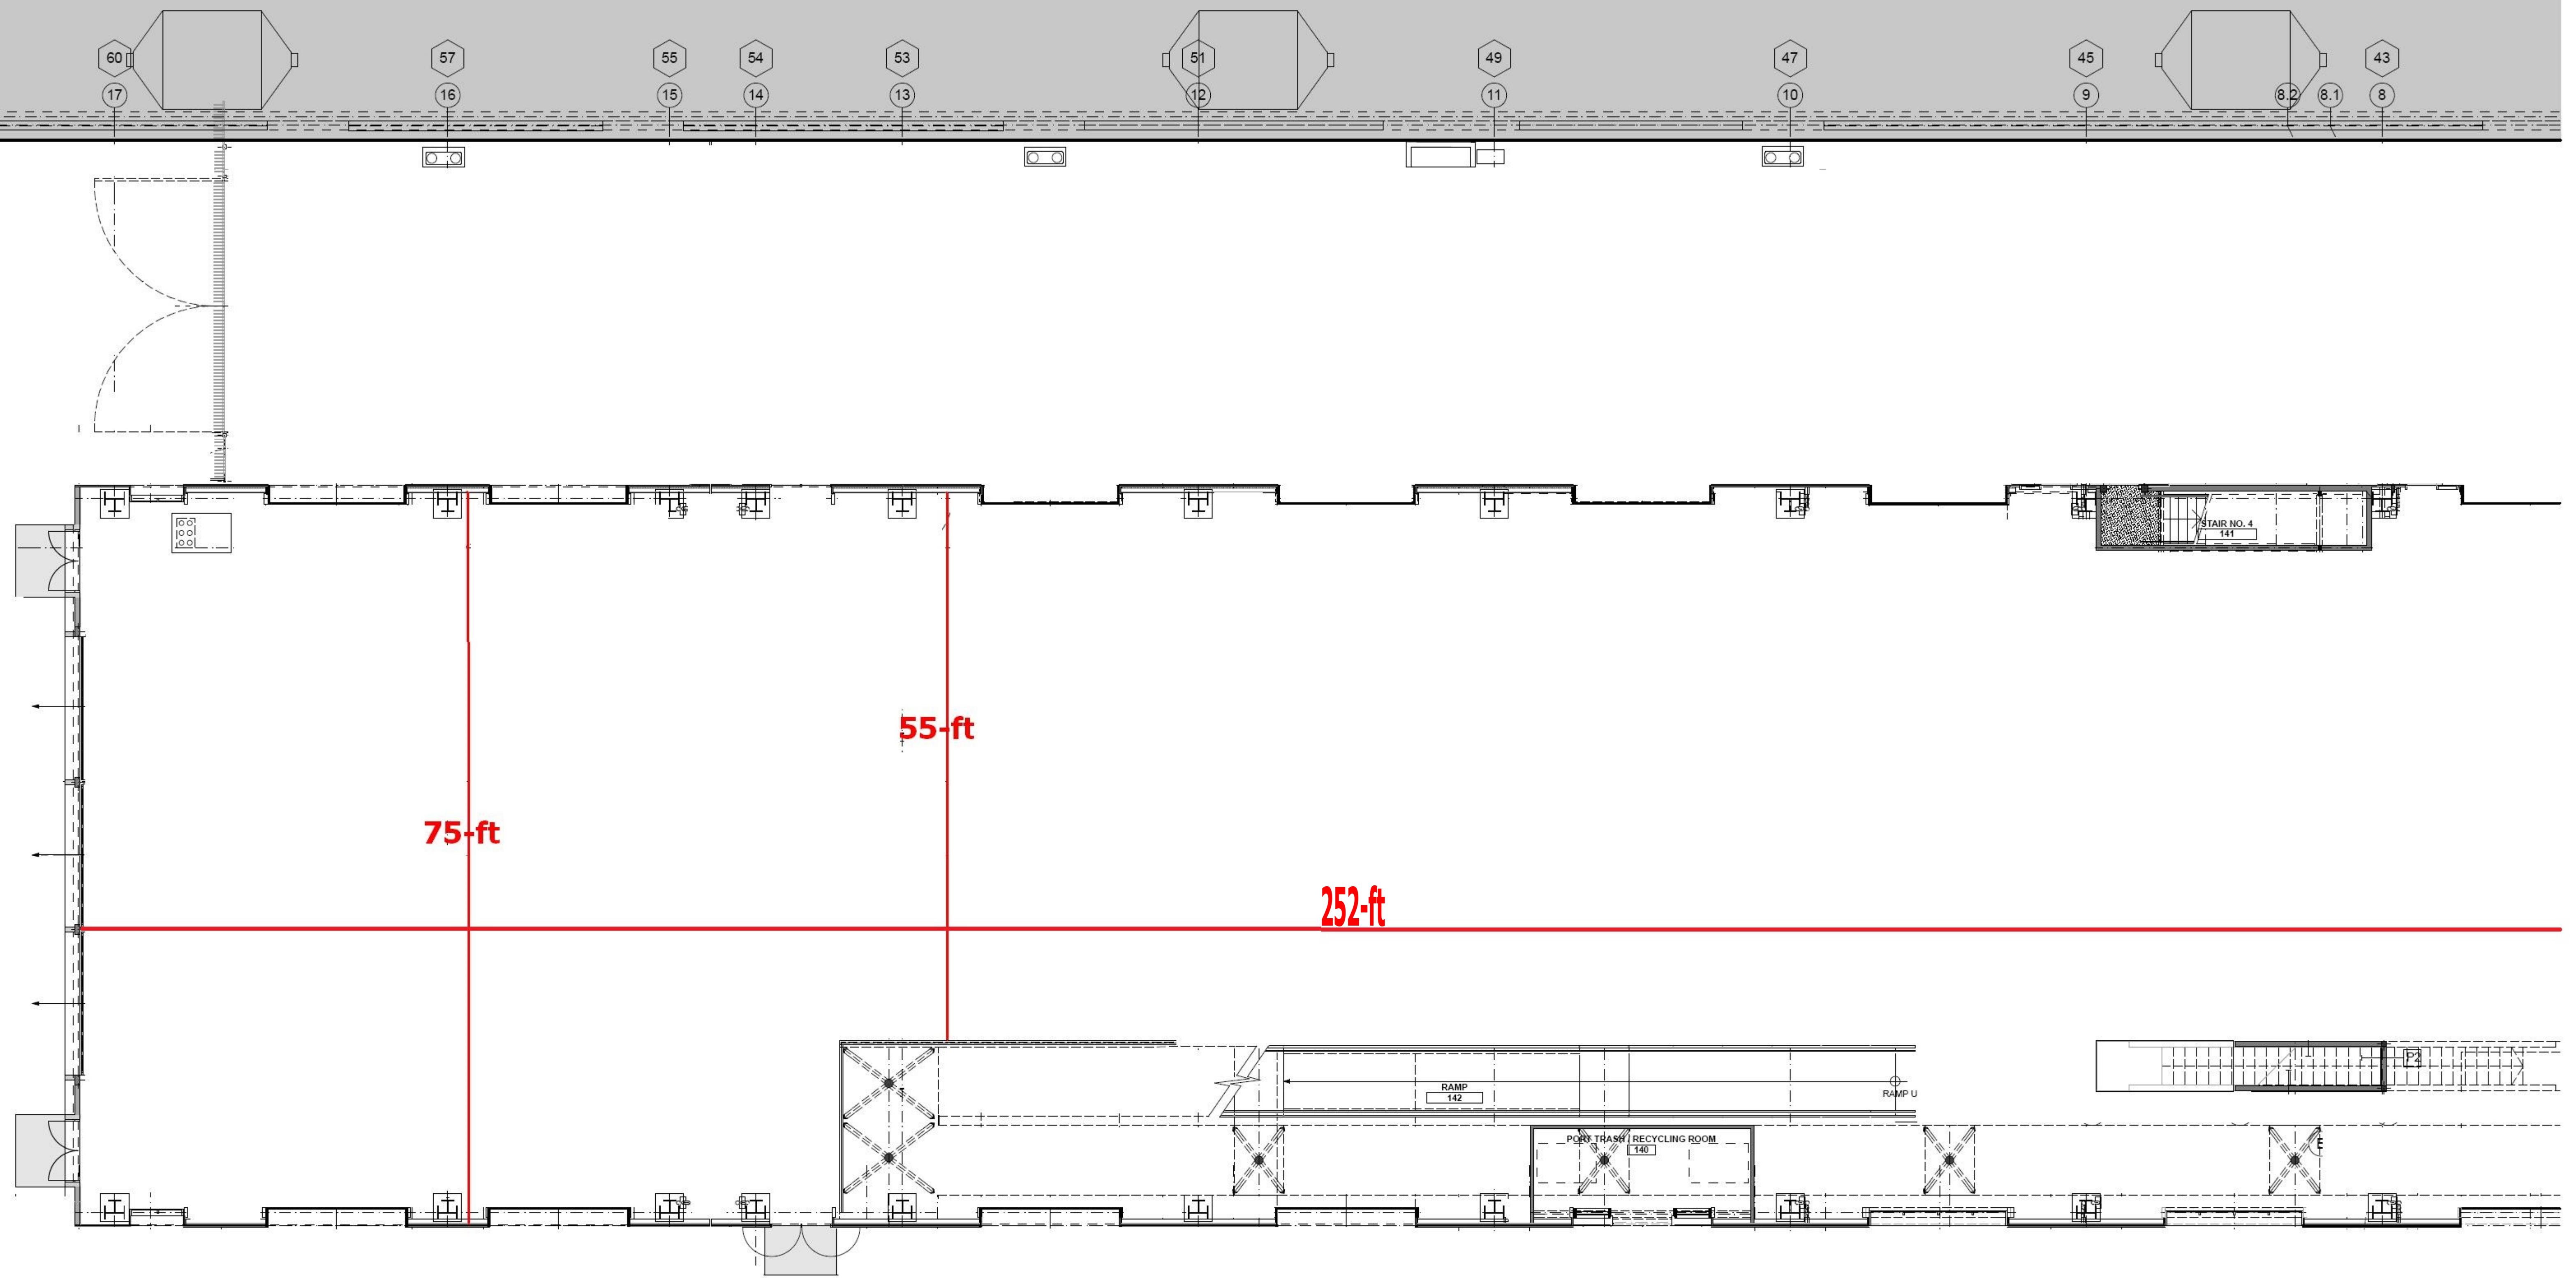 60 57 55 54 53 51 49 47 45 43
17 16 15 14 13 12 11 10 9 8.2 8.1 8
STAIR NO. 4
141
55-ft
75-ft
252-ft
P2
RAMP
142
RAMP U
PORT TRASH / RECYCLING ROOM
140